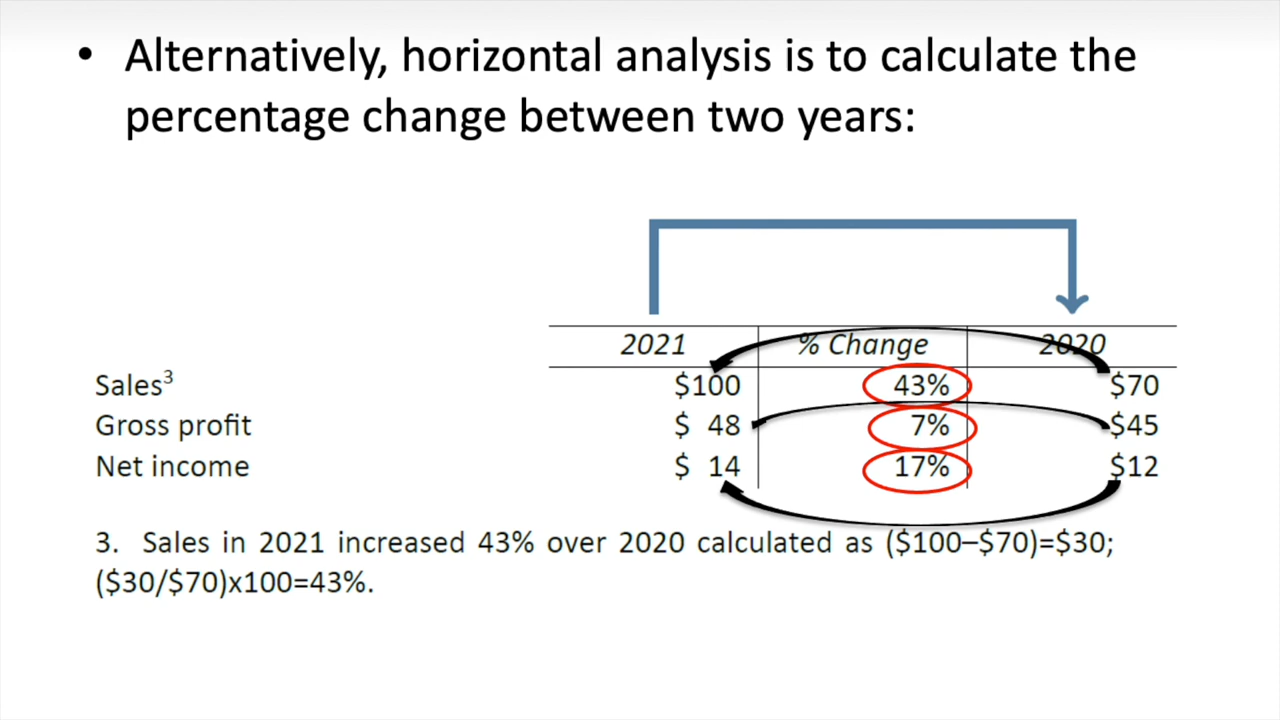 • Alternatively, horizontal analysis is to calculate the
percentage change between two years:
2021 % Change 2020
Sales³ $100 43% $70
Gross profit $ 48 7% $45
Net income $ 14 17% $12
3. Sales in 2021 increased 43% over 2020 calculated as ($100–$70)=$30;
($30/$70)x100=43%.